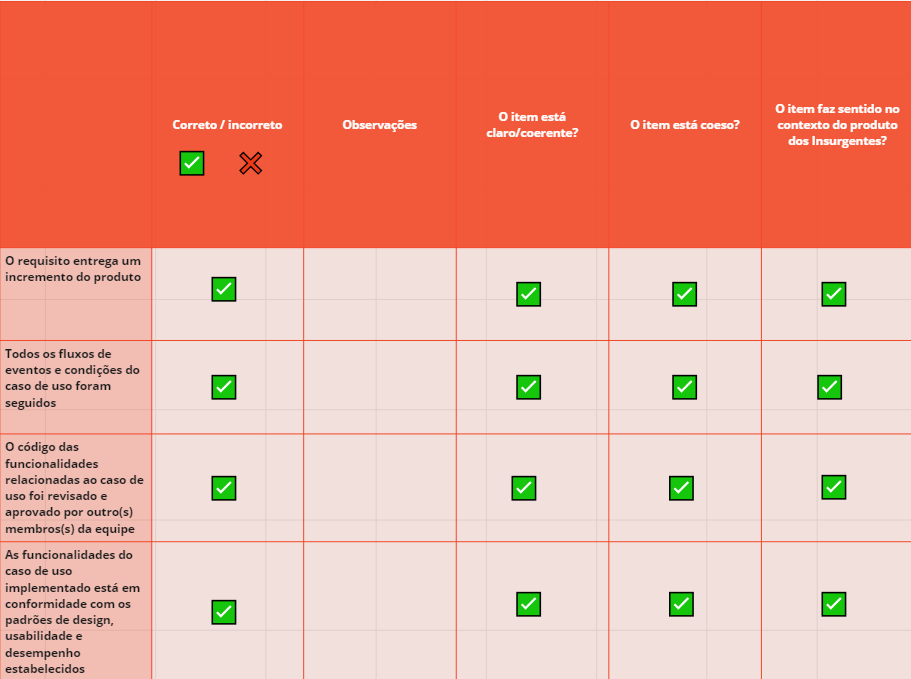 Correto / incorreto
Observações
O item está
claro/coerente?
O item está coeso?
O item faz sentido no
contexto do produto
dos Insurgentes?
O requisito entrega um
incremento do produto
Todos os fluxos de
eventos e condições do
caso de uso foram
seguidos
O código das
funcionalidades
relacionadas ao caso de
uso foi revisado e
aprovado por outro(s)
membros(s) da equipe
As funcionalidades do
caso de uso
implementado está em
conformidade com os
padrões de design,
usabilidade e
desempenho
estabelecidos